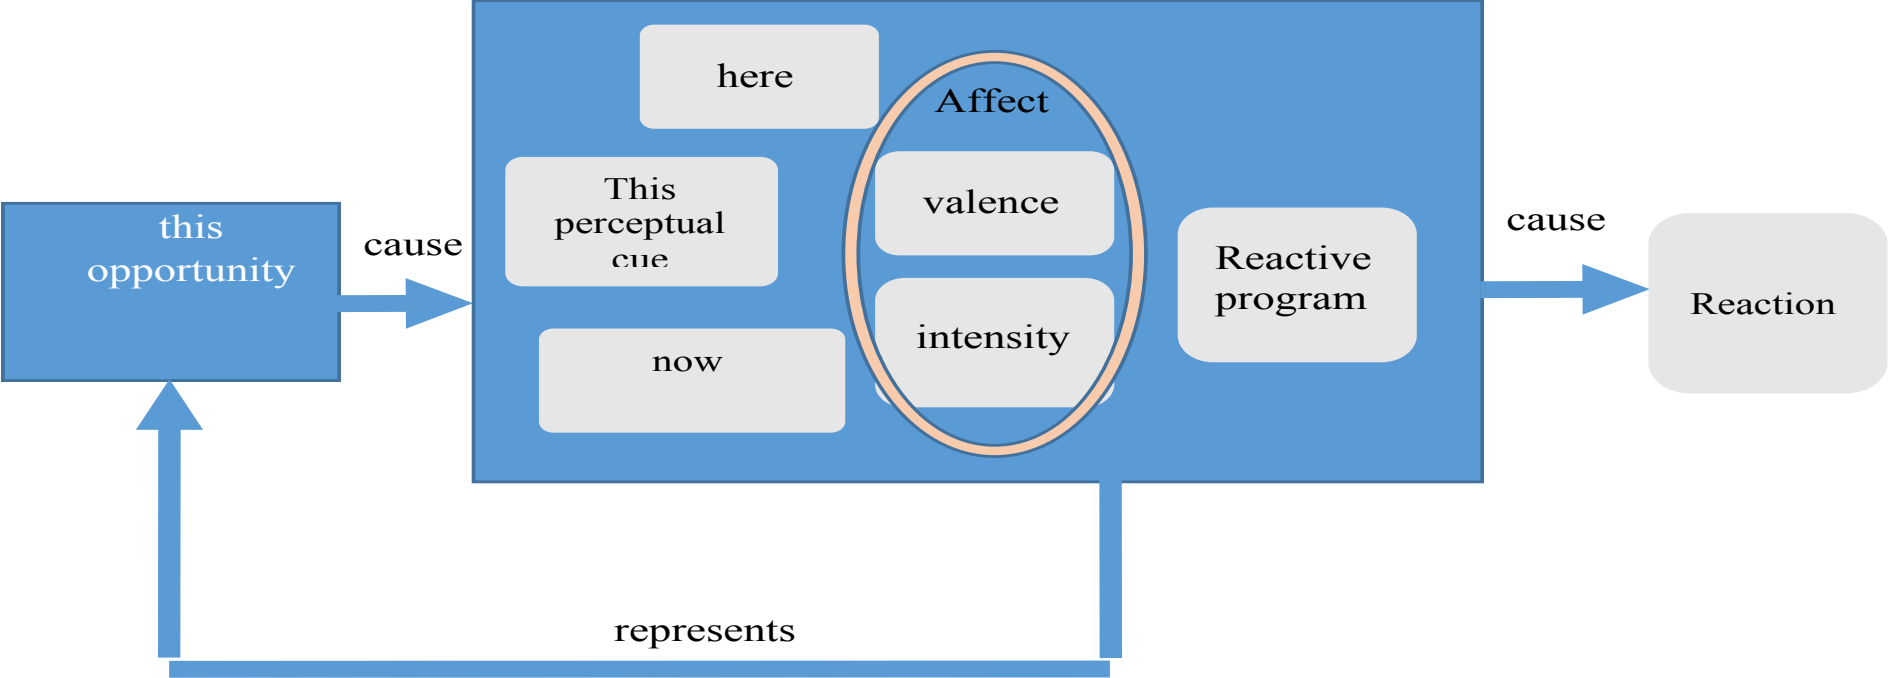 this
opportunity
cause
here
This
perceptual
cue
now
Affect
valence
intensity
Reactive
program
cause
Reaction
represents